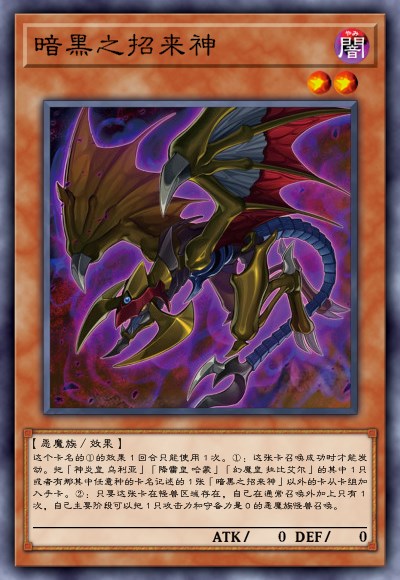 暗黑之招来神
やみ
闇
【恶魔族／效果】
这个卡名的①的效果1回合只能使用1次。①：这张卡召唤成功时才能发
动。把「神炎皇 乌利亚」「降雷皇 哈蒙」「幻魔皇 拉比艾尔」的其中1只
或者有那其中任意种的卡名记述的1张「暗黑之招来神」以外的卡从卡组加
入手卡。②：只要这张卡在怪兽区域存在，自己在通常召唤外加上只有1
次，自己主要阶段可以把1只攻击力和守备力是0的恶魔族怪兽召唤。
ATK/ 0 DEF/ 0